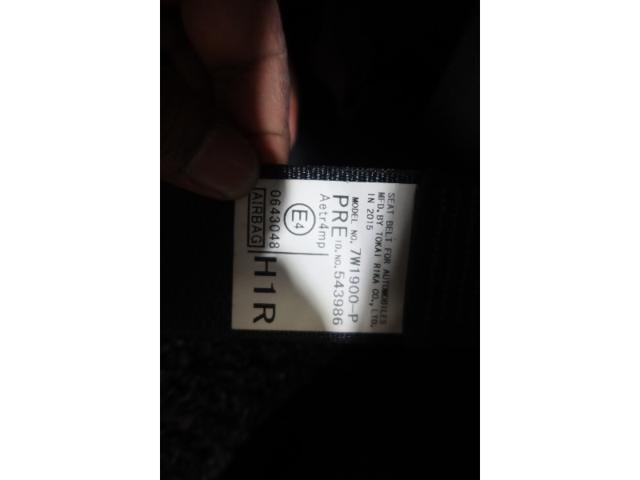 SEAT BELT FOR AUTOMOBILES
MFD. BY TOKAI RIKA CO., LTD.
IN 2015
MODEL NO. 7W1900-P
PRE ID.NO. 543986
Aetr4mp
E4
0643048
AIRBAG
H1R